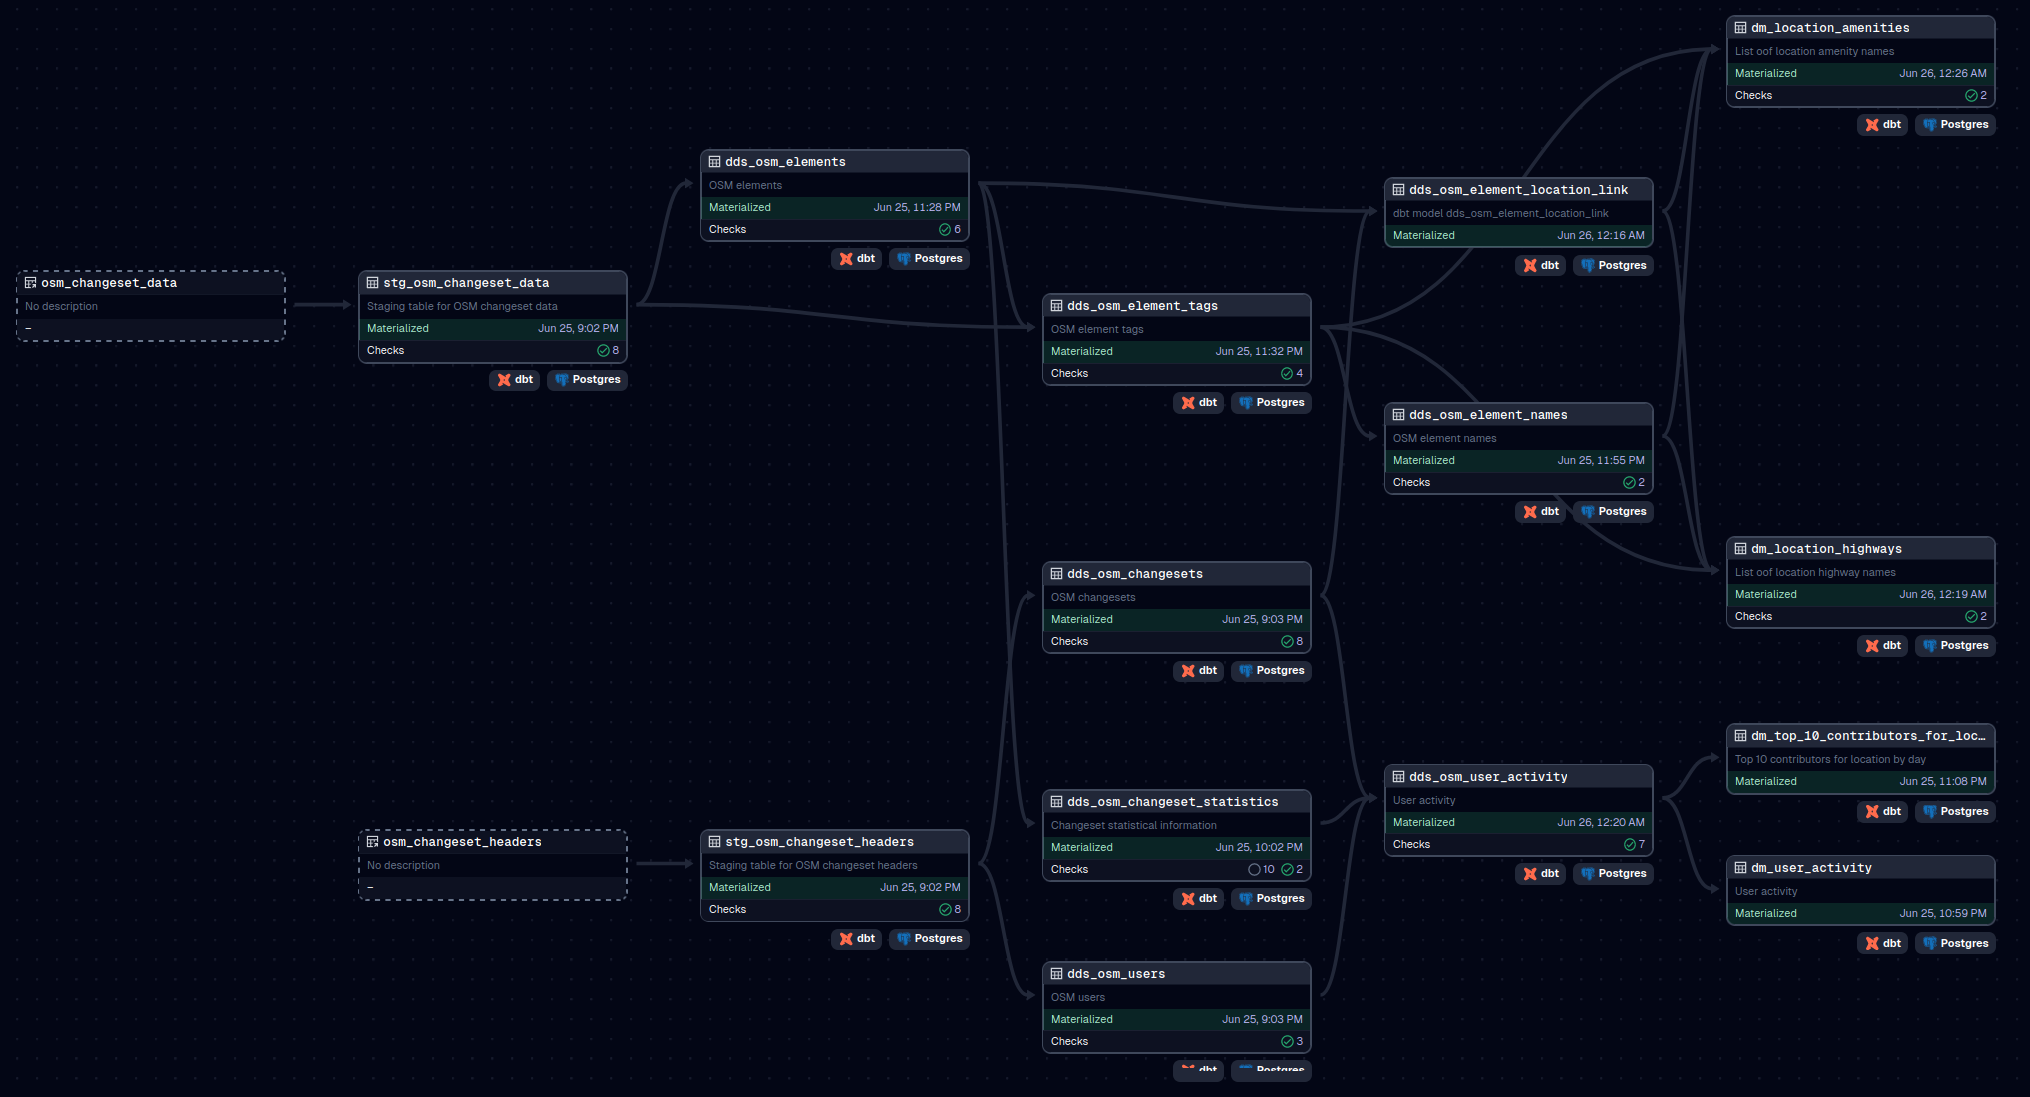 dm_location_amenities
List oof location amenity names
Materialized Jun 26, 12:26 AM
Checks 2
dbt Postgres
dds_osm_elements
OSM elements
Materialized Jun 25, 11:28 PM
Checks 6
dbt Postgres
dds_osm_element_location_link
dbt model dds_osm_element_location_link
Materialized Jun 26, 12:16 AM
dbt Postgres
osm_changeset_data
No description
–
stg_osm_changeset_data
Staging table for OSM changeset data
Materialized Jun 25, 9:02 PM
Checks 8
dbt Postgres
dds_osm_element_tags
OSM element tags
Materialized Jun 25, 11:32 PM
Checks 4
dbt Postgres
dds_osm_element_names
OSM element names
Materialized Jun 25, 11:55 PM
Checks 2
dbt Postgres
dm_location_highways
List oof location highway names
Materialized Jun 26, 12:19 AM
Checks 2
dbt Postgres
dds_osm_changesets
OSM changesets
Materialized Jun 25, 9:03 PM
Checks 8
dbt Postgres
dm_top_10_contributors_for_loc…
Top 10 contributors for location by day
Materialized Jun 25, 11:08 PM
dbt Postgres
dds_osm_user_activity
User activity
Materialized Jun 26, 12:20 AM
Checks 7
dbt Postgres
dds_osm_changeset_statistics
Changeset statistical information
Materialized Jun 25, 10:02 PM
Checks 10 2
dbt Postgres
osm_changeset_headers
No description
–
stg_osm_changeset_headers
Staging table for OSM changeset headers
Materialized Jun 25, 9:02 PM
Checks 8
dbt Postgres
dm_user_activity
User activity
Materialized Jun 25, 10:59 PM
dbt Postgres
dds_osm_users
OSM users
Materialized Jun 25, 9:03 PM
Checks 3
dbt Postgres